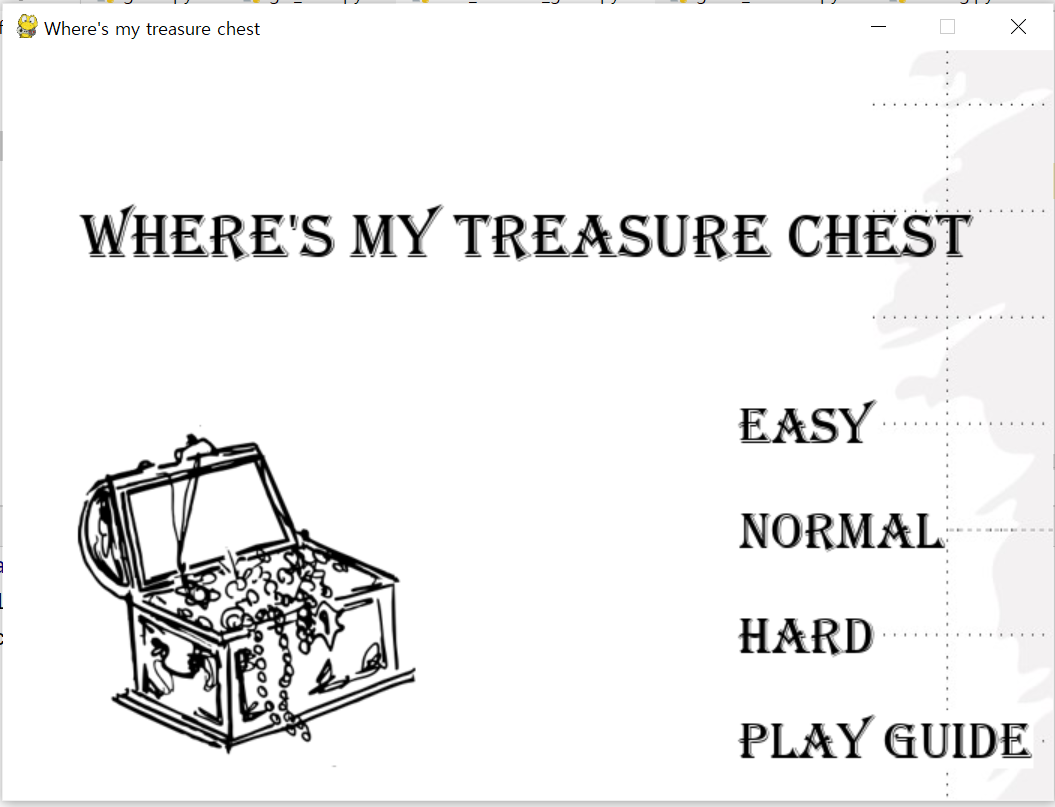 Where's my treasure chest
WHERE'S MY TREASURE CHEST
EASY
NORMAL
HARD
PLAY GUIDE